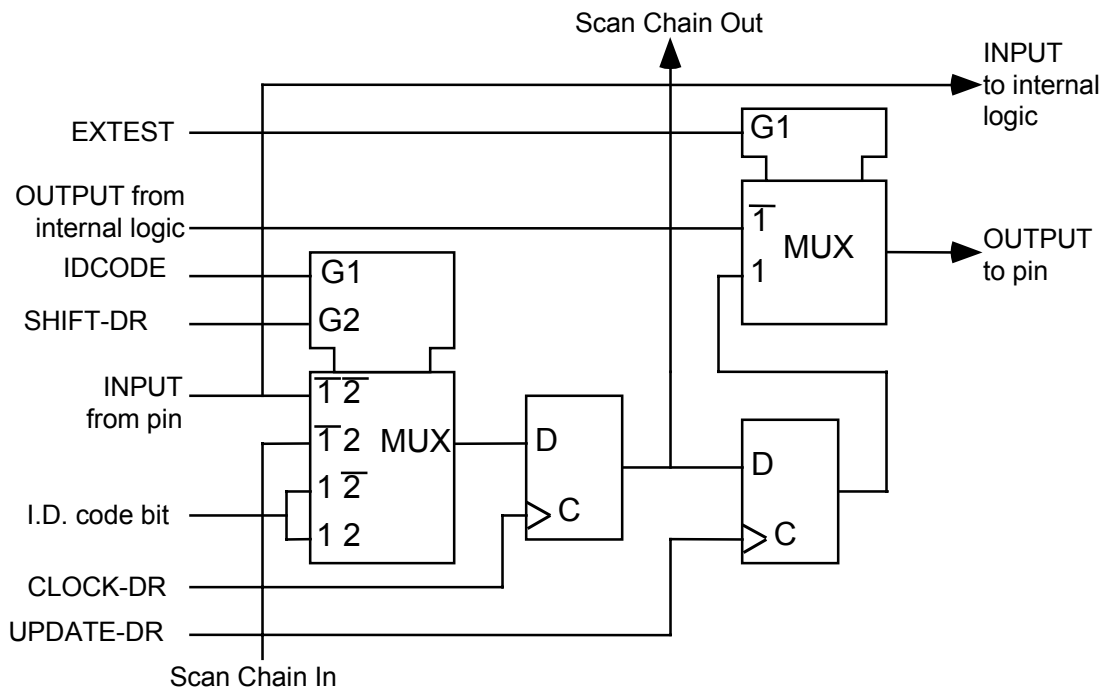 Scan Chain Out
INPUT
to internal
logic
EXTEST
G1
OUTPUT from
internal logic
1̅
MUX
1
OUTPUT
to pin
IDCODE
G1
SHIFT-DR
G2
INPUT
from pin
1̅ 2̅
1̅ 2
MUX
1 2̅
1 2
I.D. code bit
D
C
D
C
CLOCK-DR
UPDATE-DR
Scan Chain In